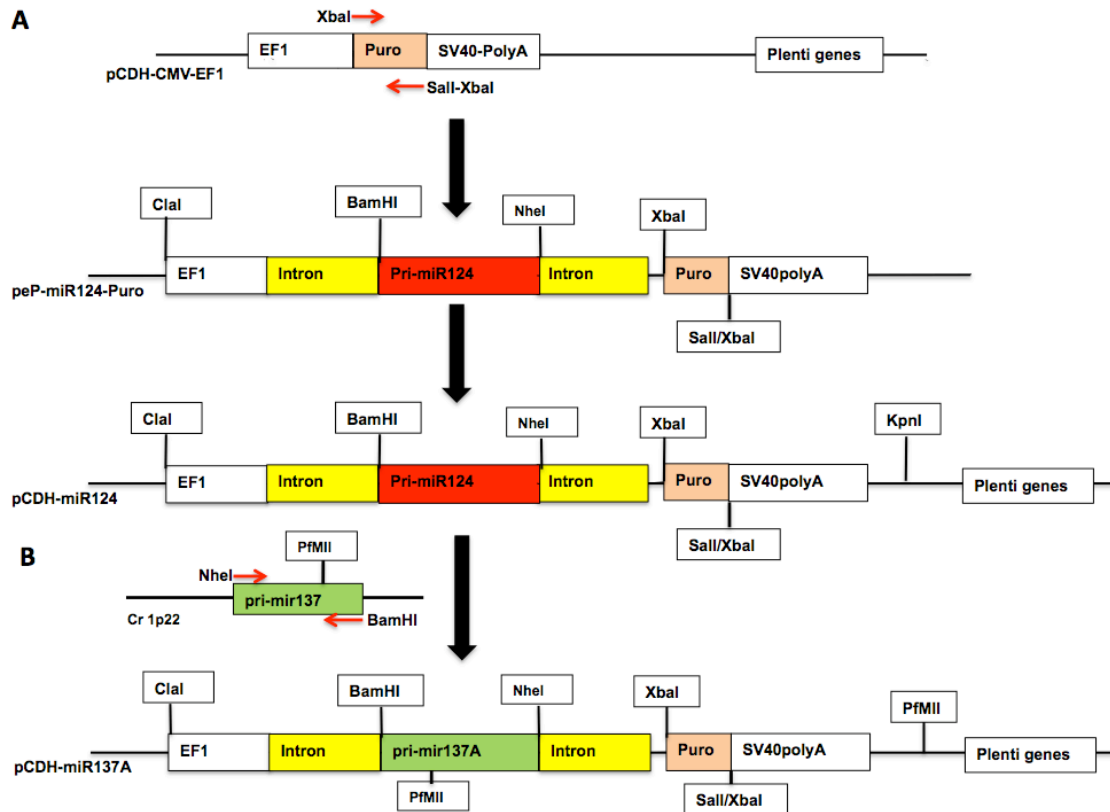 A
XbaI
EF1
Puro
SV40-PolyA
Plenti genes
pCDH-CMV-EF1
SalI-XbaI
ClaI
BamHI
NheI
XbaI
EF1
Intron
Pri-miR124
Intron
Puro
SV40polyA
peP-miR124-Puro
SalI/XbaI
ClaI
BamHI
NheI
XbaI
KpnI
EF1
Intron
Pri-miR124
Intron
Puro
SV40polyA
Plenti genes
pCDH-miR124
SalI/XbaI
B
PfMII
NheI
pri-mir137
Cr 1p22
BamHI
ClaI
BamHI
NheI
XbaI
PfMII
EF1
Intron
pri-mir137A
Intron
Puro
SV40polyA
Plenti genes
pCDH-miR137A
PfMII
SalI/XbaI